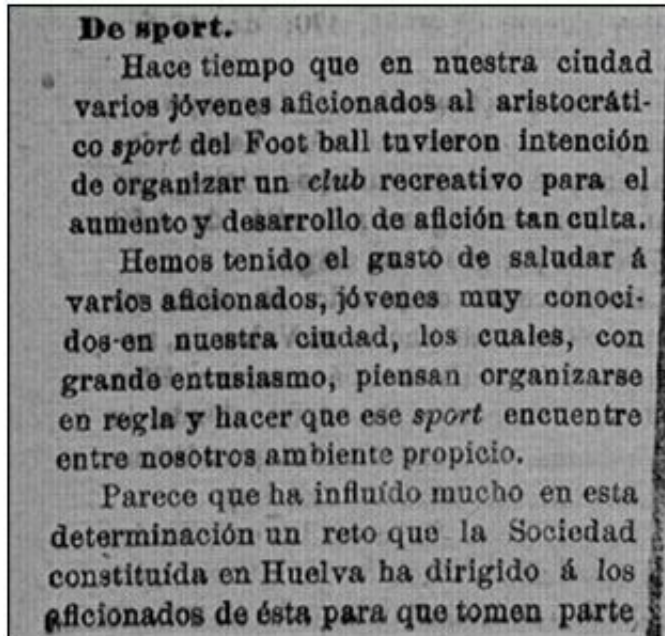 De sport.
Hace tiempo que en nuestra ciudad
varios jóvenes aficionados al aristocráti-
co sport del Foot ball tuvieron intención
de organizar un club recreativo para el
aumento y desarrollo de afición tan culta.
Hemos tenido el gusto de saludar á
varios aficionados, jóvenes muy conoci-
dos en nuestra ciudad, los cuales, con
grande entusiasmo, piensan organizarse
en regla y hacer que ese sport encuentre
entre nosotros ambiente propicio.
Parece que ha influído mucho en esta
determinación un reto que la Sociedad
constituída en Huelva ha dirigido á los
aficionados de ésta para que tomen parte